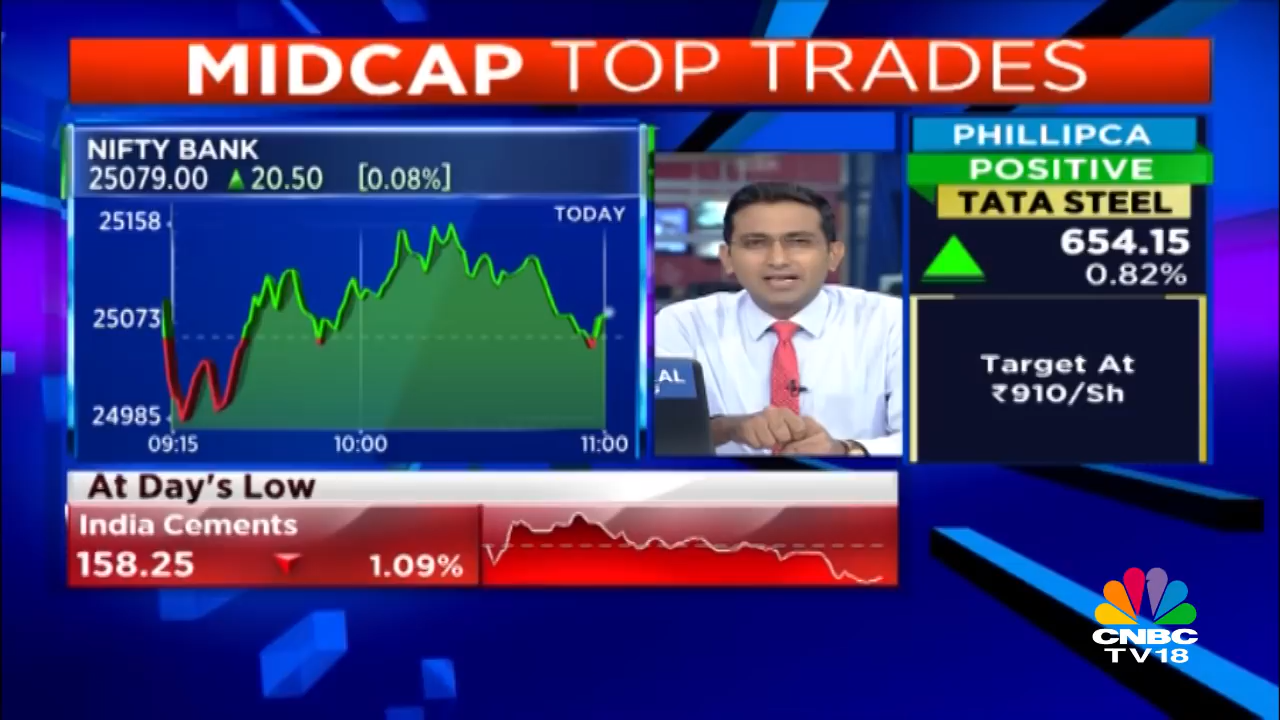 MIDCAP TOP TRADES
NIFTY BANK
25079.00 ▲ 20.50 [0.08%]
TODAY
25158
25073
24985
09:15 10:00 11:00
LAL
PHILLIPCA
POSITIVE
TATA STEEL
654.15
0.82%
Target At
₹910/Sh
At Day's Low
India Cements
158.25 ▼ 1.09%
CNBC
TV18